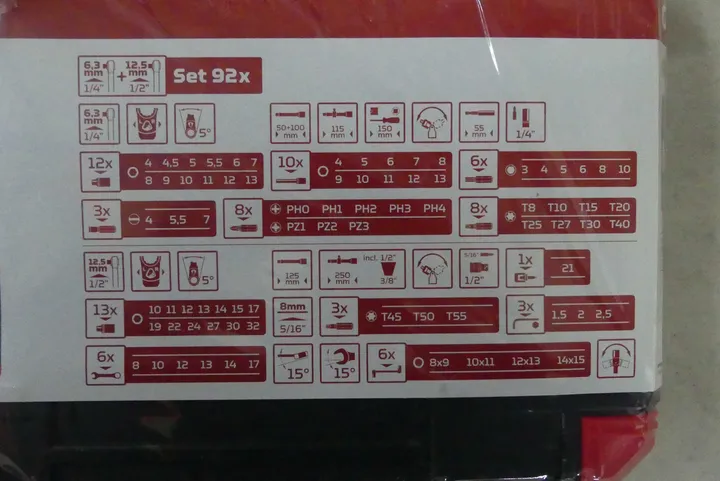 6,3 mm 1/4" + 12,5 mm 1/2" Set 92x
6,3 mm 1/4" 5° 50÷100 mm 115 mm 150 mm 55 mm 1/4"
12x 4 4,5 5 5,5 6 7 10x 4 5 6 7 8 6x 3 4 5 6 8 10
8 9 10 11 12 13 9 10 11 12 13
3x 4 5,5 7 8x PH0 PH1 PH2 PH3 PH4 8x T8 T10 T15 T20
PZ1 PZ2 PZ3 T25 T27 T30 T40
12,5 mm 1/2" 5° 125 mm 250 mm incl. 1/2" 3/8" 5/16" 1/2" 1x 21
13x 10 11 12 13 14 15 17 8mm 5/16" 3x T45 T50 T55 3x 1,5 2 2,5
19 22 24 27 30 32
6x 8 10 12 13 14 17 15° 15° 6x 8x9 10x11 12x13 14x15